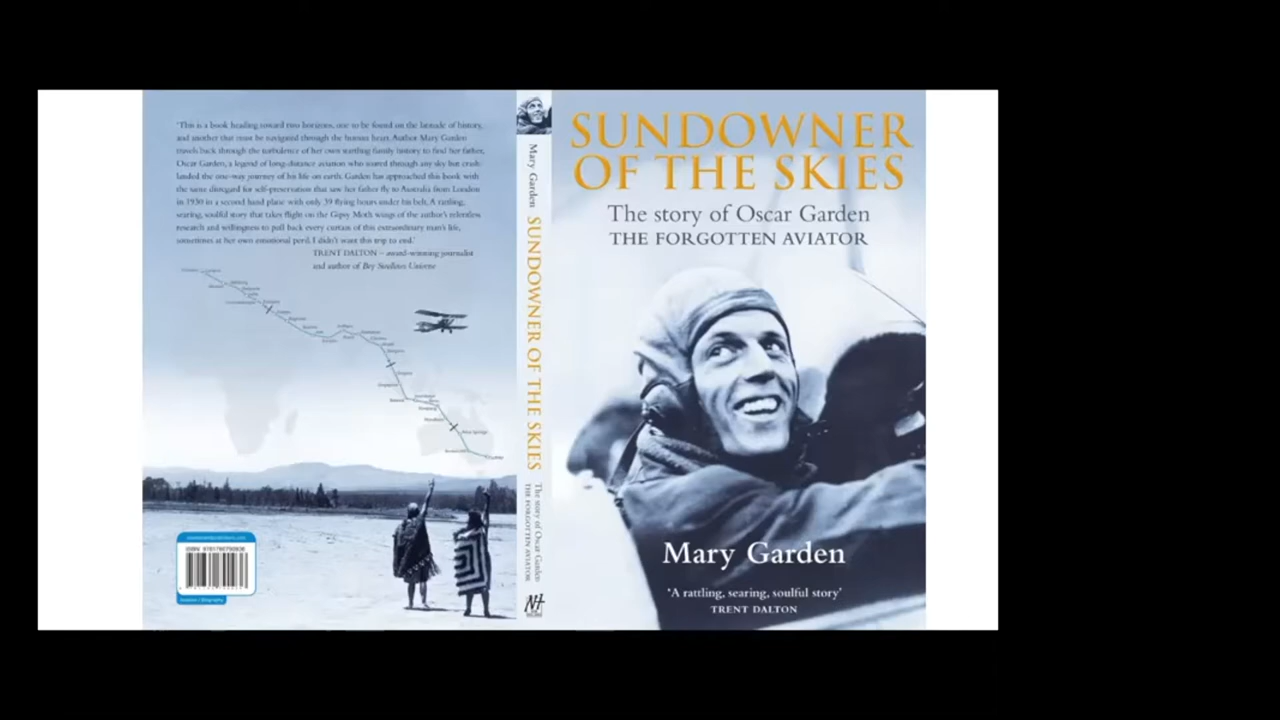 'This is a book heading toward two horizons, one to be found on the latitude of history,
and another that must be navigated through the human heart. Author Mary Garden
travels back through the turbulence of her own startling family history to find her father,
Oscar Garden, a legend of long-distance aviation who soared through any sky but crash-
landed the one-way journey of his life on earth. Garden has approached this book with
the same disregard for self-preservation that saw her father fly to Australia from London
in 1930 in a second hand plane with only 39 flying hours under his belt. A rattling,
searing, soulful story that takes flight on the Gipsy Moth wings of the author's relentless
research and willingness to pull back every curtain of this extraordinary man's life,
sometimes at her own emotional peril. I didn't want this trip to end.'
TRENT DALTON – award-winning journalist
and author of Boy Swallows Universe
Alice Springs
Mary Garden
SUNDOWNER OF THE SKIES
The story of Oscar Garden
THE FORGOTTEN AVIATOR
NH
SUNDOWNER
OF THE SKIES
The story of Oscar Garden
THE FORGOTTEN AVIATOR
Mary Garden
'A rattling, searing, soulful story'
TRENT DALTON